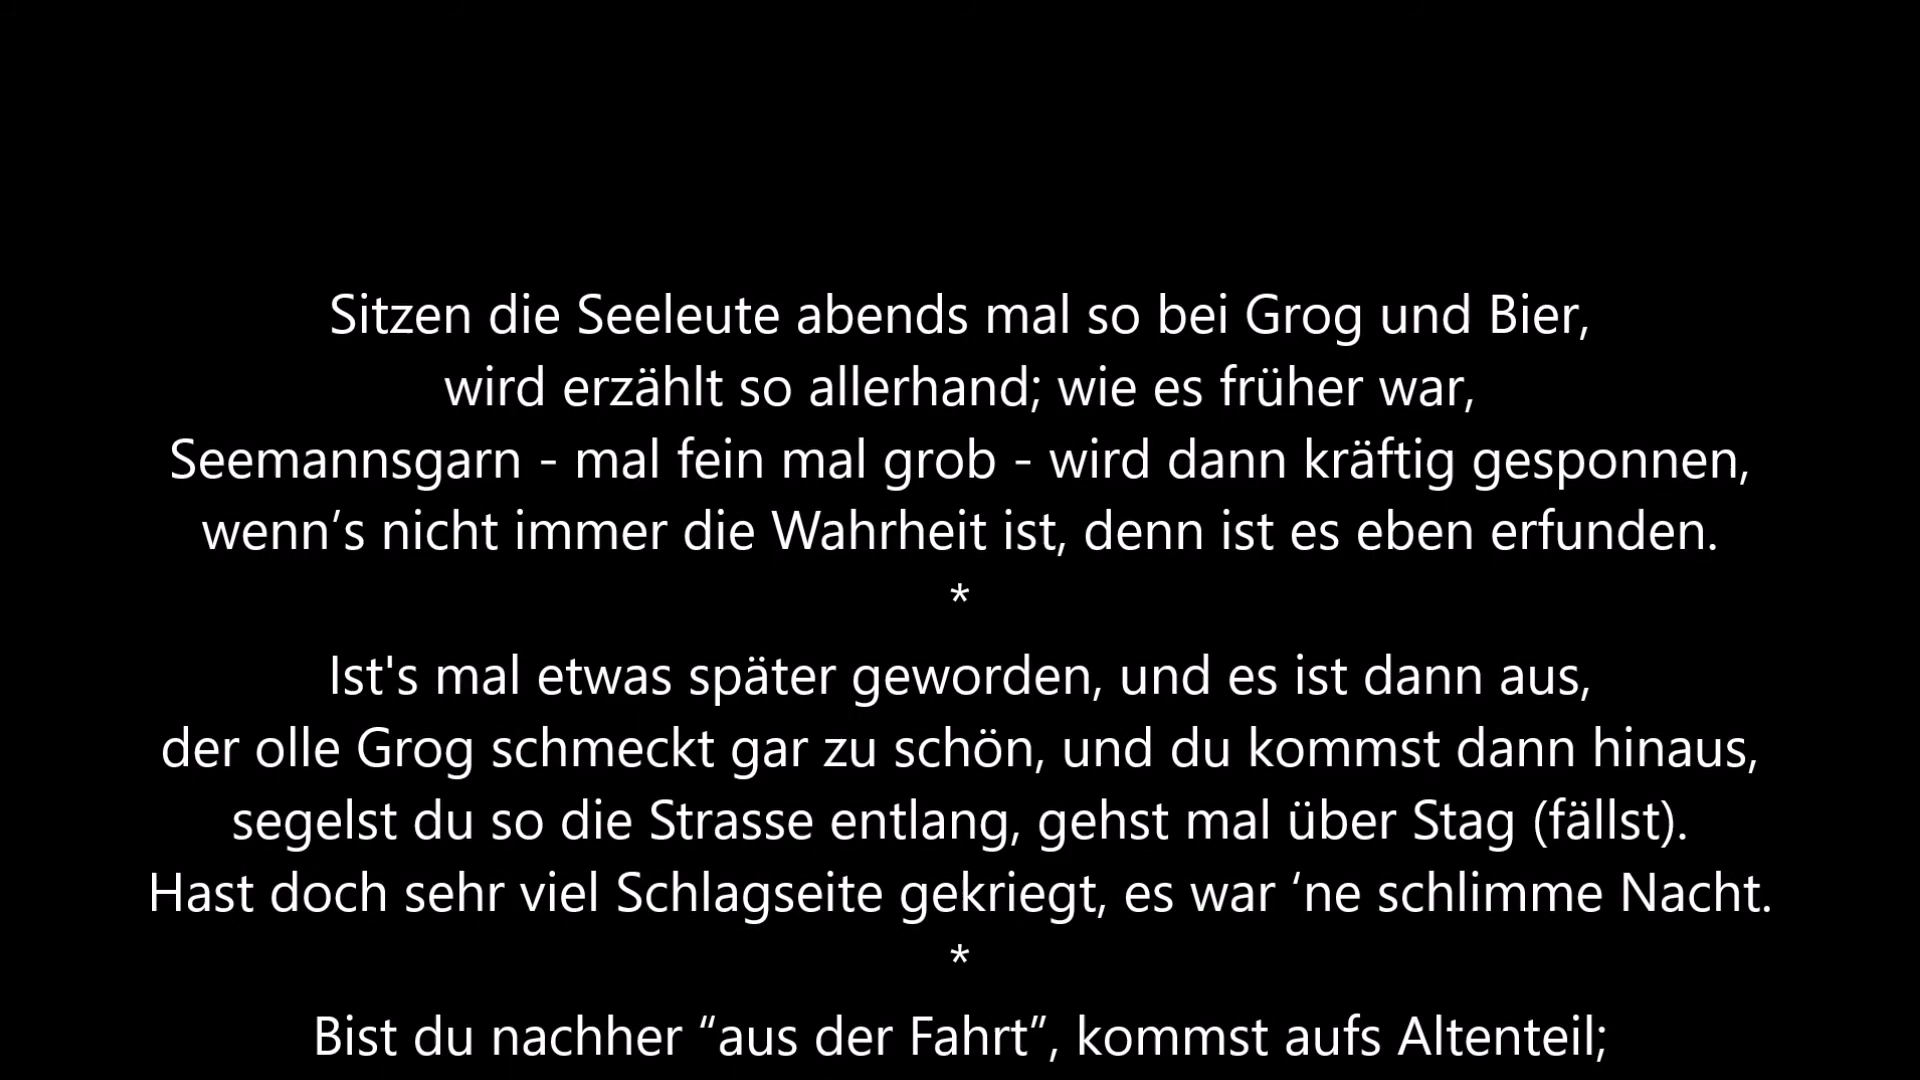 Sitzen die Seeleute abends mal so bei Grog und Bier,
wird erzählt so allerhand; wie es früher war,
Seemannsgarn - mal fein mal grob - wird dann kräftig gesponnen,
wenn’s nicht immer die Wahrheit ist, denn ist es eben erfunden.
*
Ist's mal etwas später geworden, und es ist dann aus,
der olle Grog schmeckt gar zu schön, und du kommst dann hinaus,
segelst du so die Strasse entlang, gehst mal über Stag (fällst).
Hast doch sehr viel Schlagseite gekriegt, es war ‘ne schlimme Nacht.
*
Bist du nachher “aus der Fahrt”, kommst aufs Altenteil;